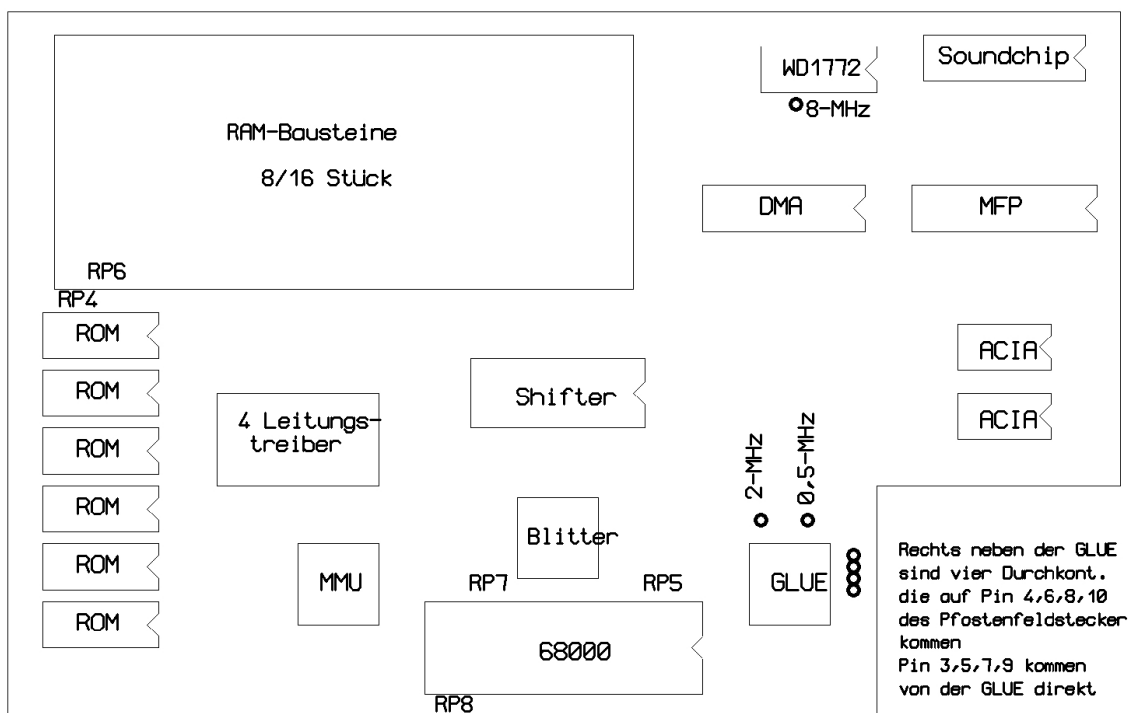 WD1772
Soundchip
8-MHz
RAM-Bausteine
8/16 Stück
DMA
MFP
RP6
RP4
ROM
ROM
ROM
ROM
ROM
ROM
4 Leitungs-
treiber
Shifter
ACIA
ACIA
2-MHz
0,5-MHz
Blitter
MMU
RP7
RP5
GLUE
68000
RP8
Rechts neben der GLUE
sind vier Durchkont.
die auf Pin 4,6,8,10
des Pfostenfeldstecker
kommen
Pin 3,5,7,9 kommen
von der GLUE direkt